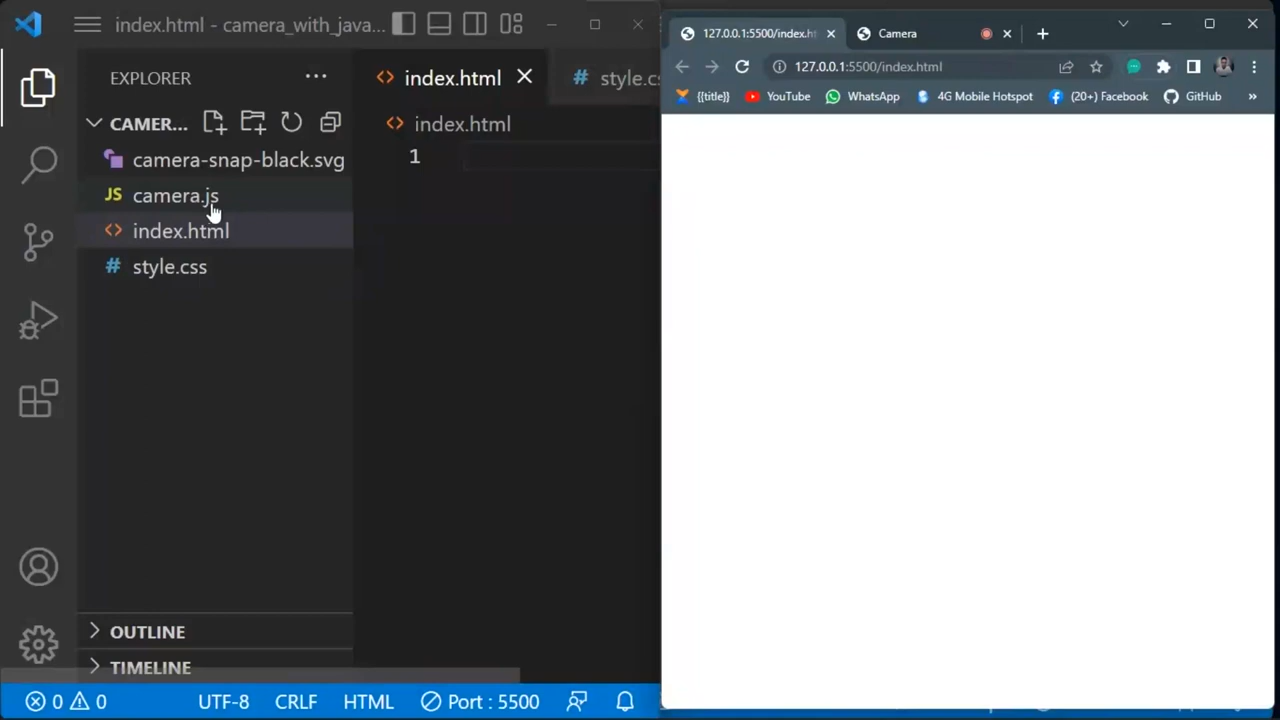 index.html - camera_with_java...
EXPLORER
CAMER...
camera-snap-black.svg
JS camera.js
index.html
# style.css
OUTLINE
TIMELINE
index.html
# style.cs
index.html
1
0 0 UTF-8 CRLF HTML Port : 5500
127.0.0.1:5500/index.ht
Camera
127.0.0.1:5500/index.html
{{title}} YouTube WhatsApp 4G Mobile Hotspot (20+) Facebook GitHub »